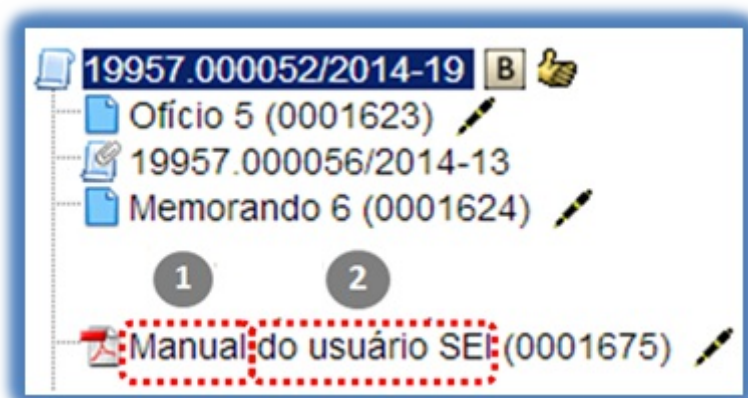 19957.000052/2014-19 B
Ofício 5 (0001623)
19957.000056/2014-13
Memorando 6 (0001624)
1 2
Manual do usuário SEI (0001675)